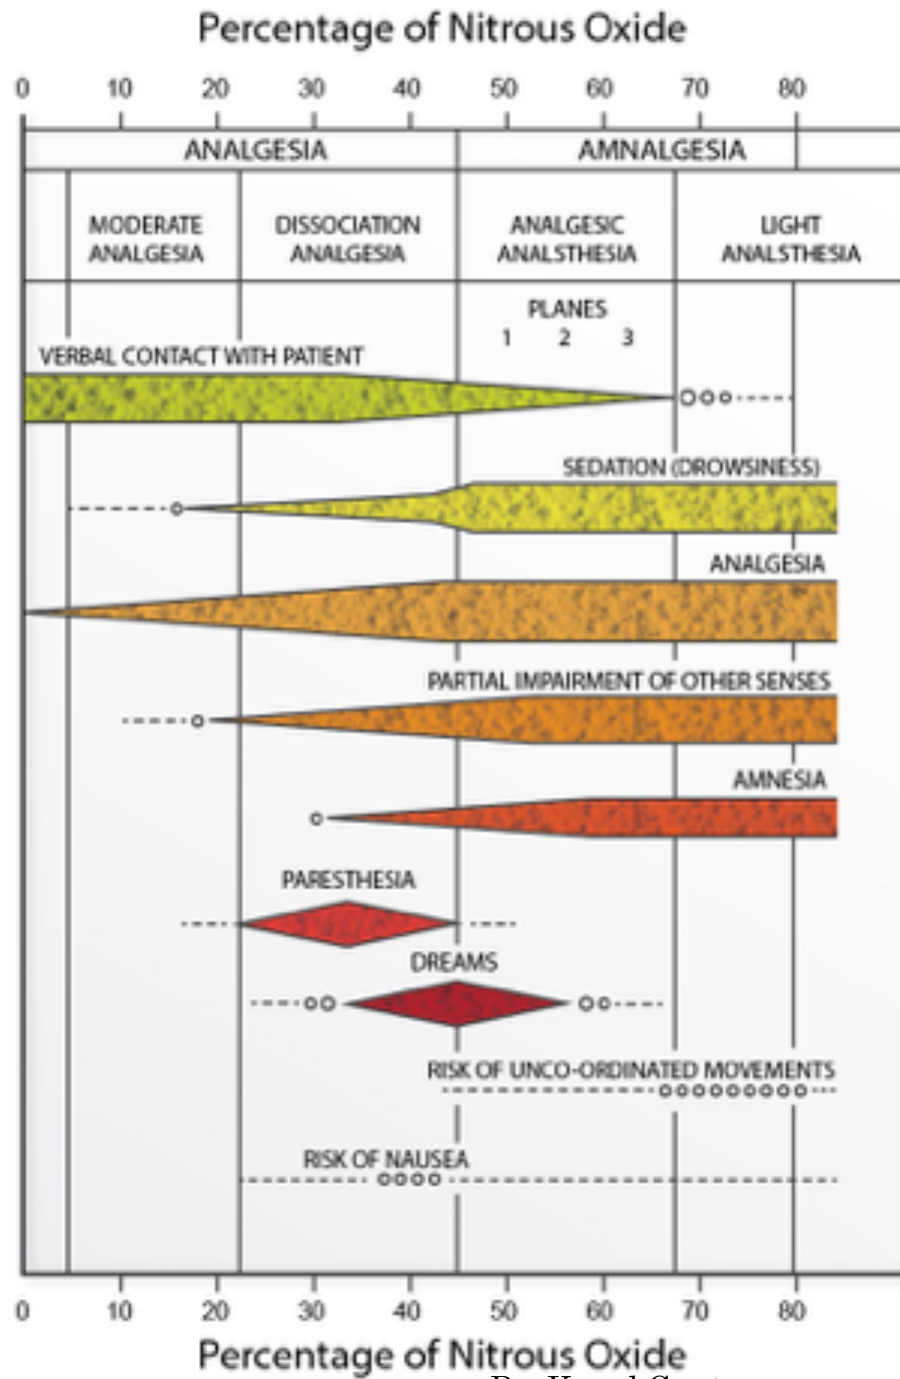 Percentage of Nitrous Oxide
0 10 20 30 40 50 60 70 80
ANALGESIA AMNALGESIA
MODERATE DISSOCIATION ANALGESIC LIGHT
ANALGESIA ANALGESIA ANALSTHESIA ANALSTHESIA
PLANES
1 2 3
VERBAL CONTACT WITH PATIENT
SEDATION (DROWSINESS)
ANALGESIA
PARTIAL IMPAIRMENT OF OTHER SENSES
AMNESIA
PARESTHESIA
DREAMS
RISK OF UNCO-ORDINATED MOVEMENTS
RISK OF NAUSEA
0 10 20 30 40 50 60 70 80
Percentage of Nitrous Oxide